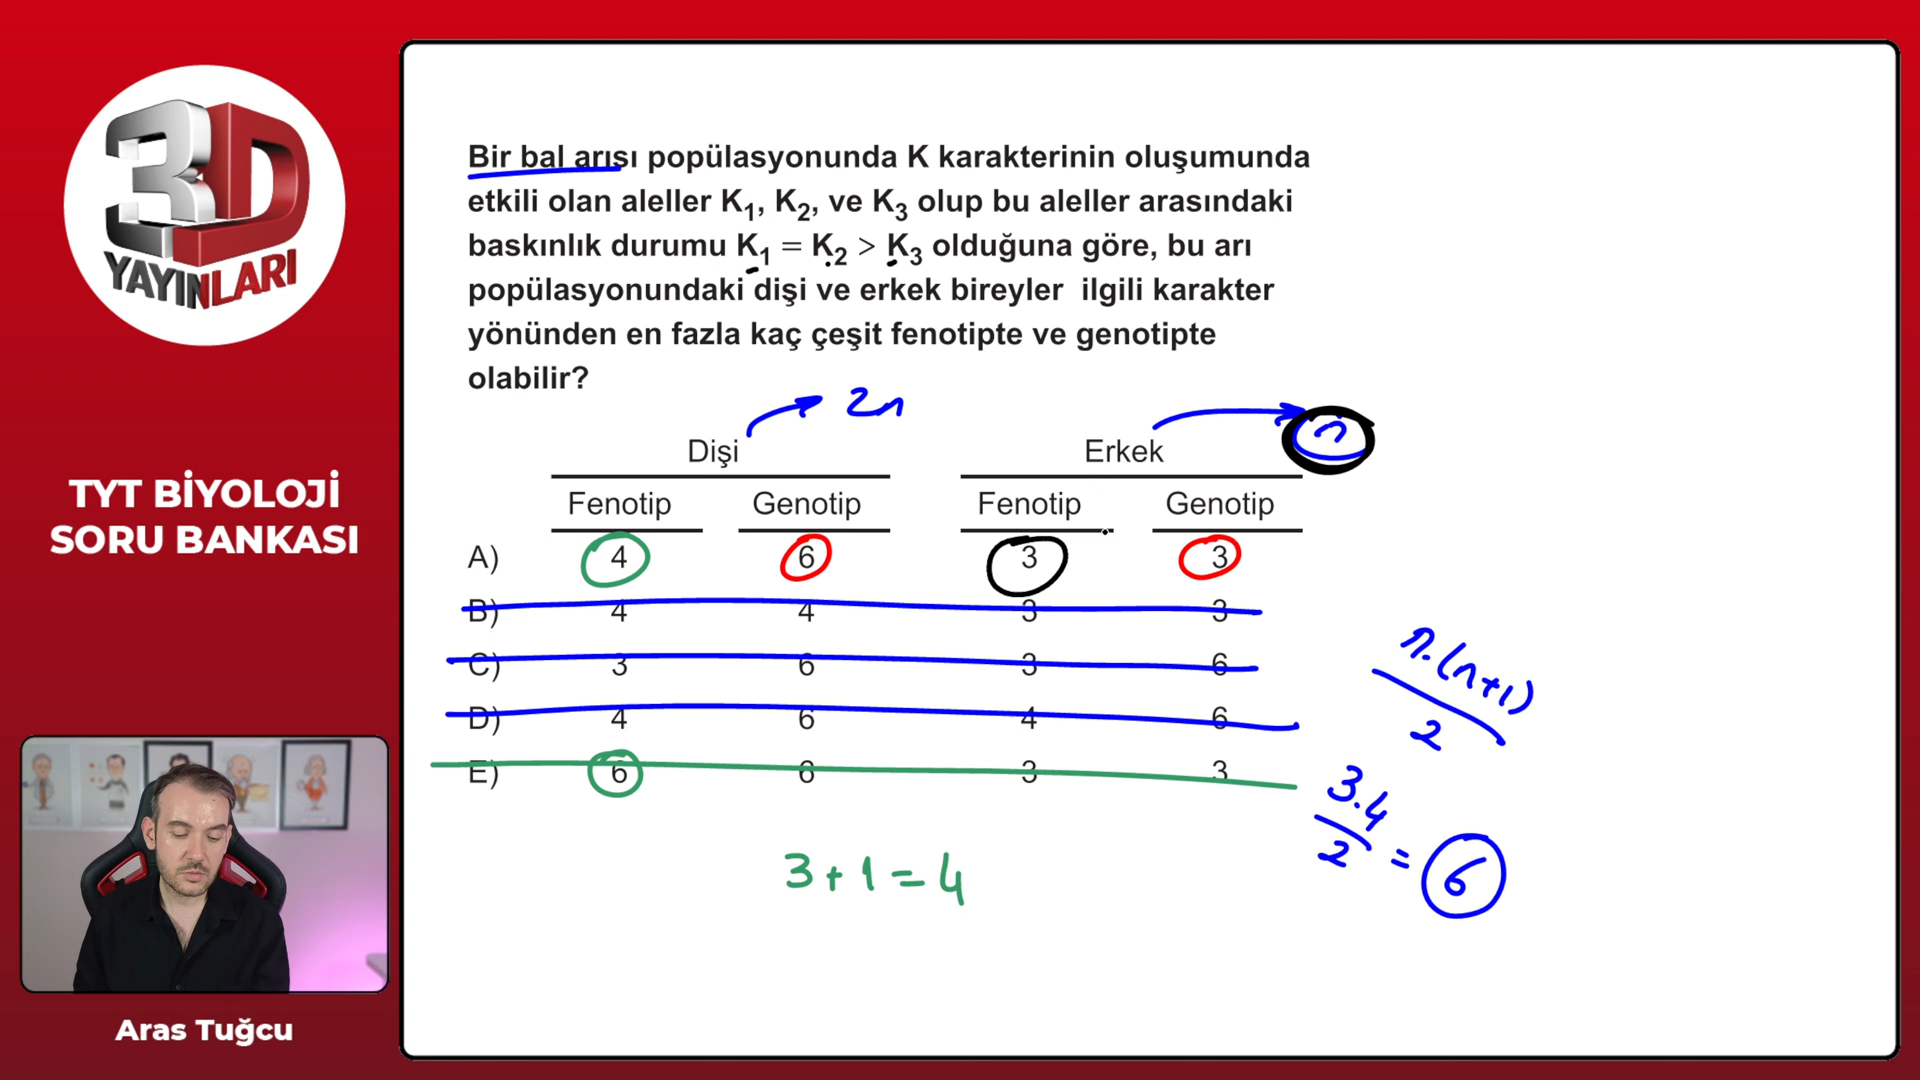 3D
YAYINLARI
TYT BİYOLOJİ
SORU BANKASI
Aras Tuğcu
Bir bal arısı popülasyonunda K karakterinin oluşumunda
etkili olan aleller K₁, K₂, ve K₃ olup bu aleller arasındaki
baskınlık durumu K₁ = K₂ > K₃ olduğuna göre, bu arı
popülasyonundaki dişi ve erkek bireyler ilgili karakter
yönünden en fazla kaç çeşit fenotipte ve genotipte
olabilir?
2n
n
Dişi Erkek
Fenotip Genotip Fenotip Genotip
A) 4 6 3 3
B) 4 4 3 3
C) 3 6 3 6
D) 4 6 4 6
E) 6 6 3 3
n.(n+1)
2
3.4
2
= 6
3+1=4